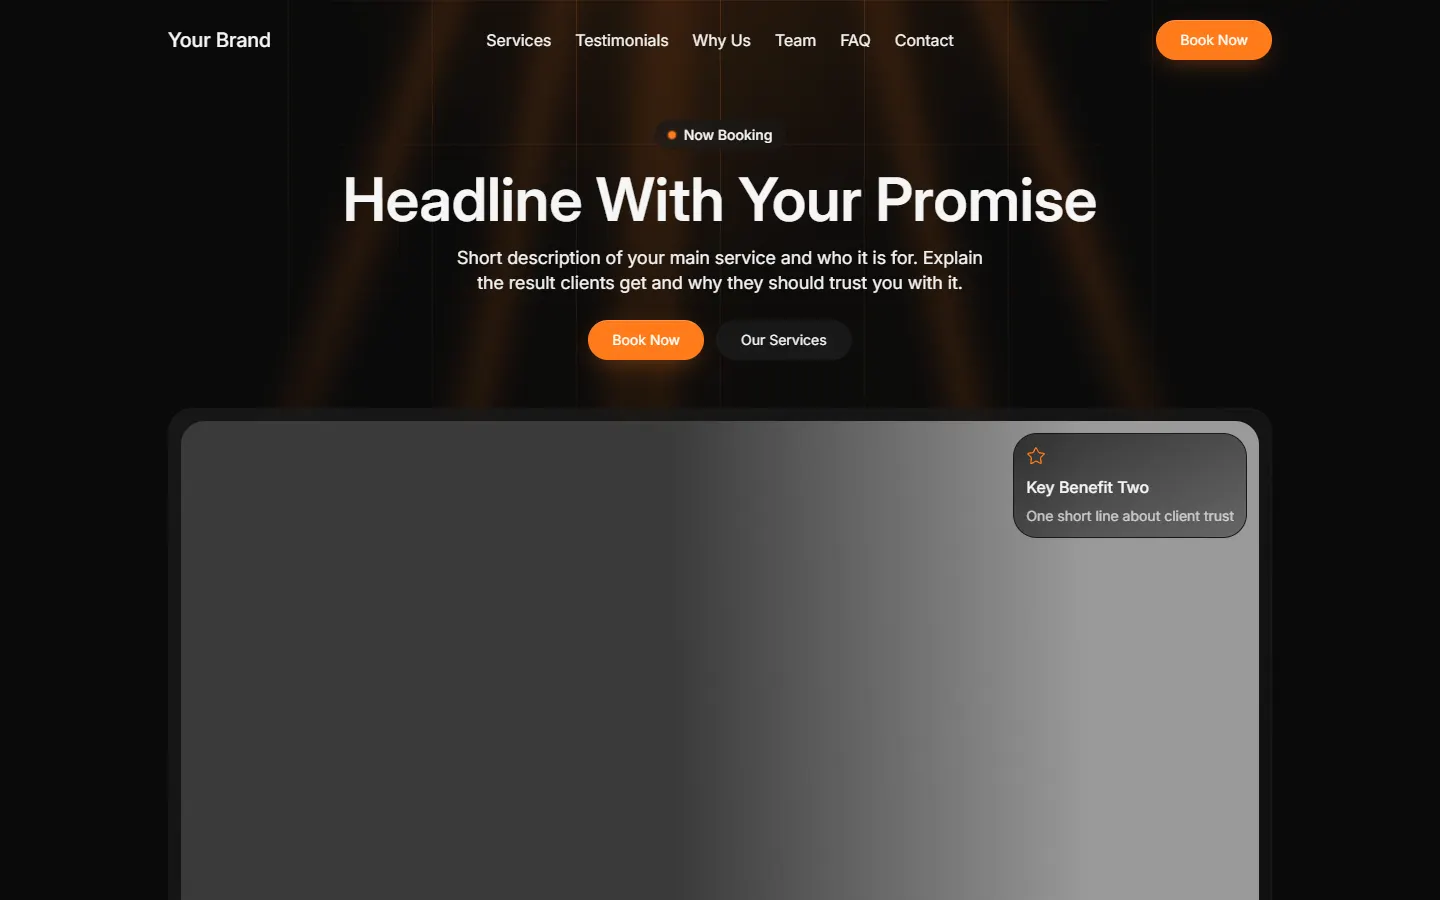 Your Brand
Services
Testimonials
Why Us
Team
FAQ
Contact
Book Now
Now Booking
Headline With Your Promise
Short description of your main service and who it is for. Explain
the result clients get and why they should trust you with it.
Book Now
Our Services
Key Benefit Two
One short line about client trust